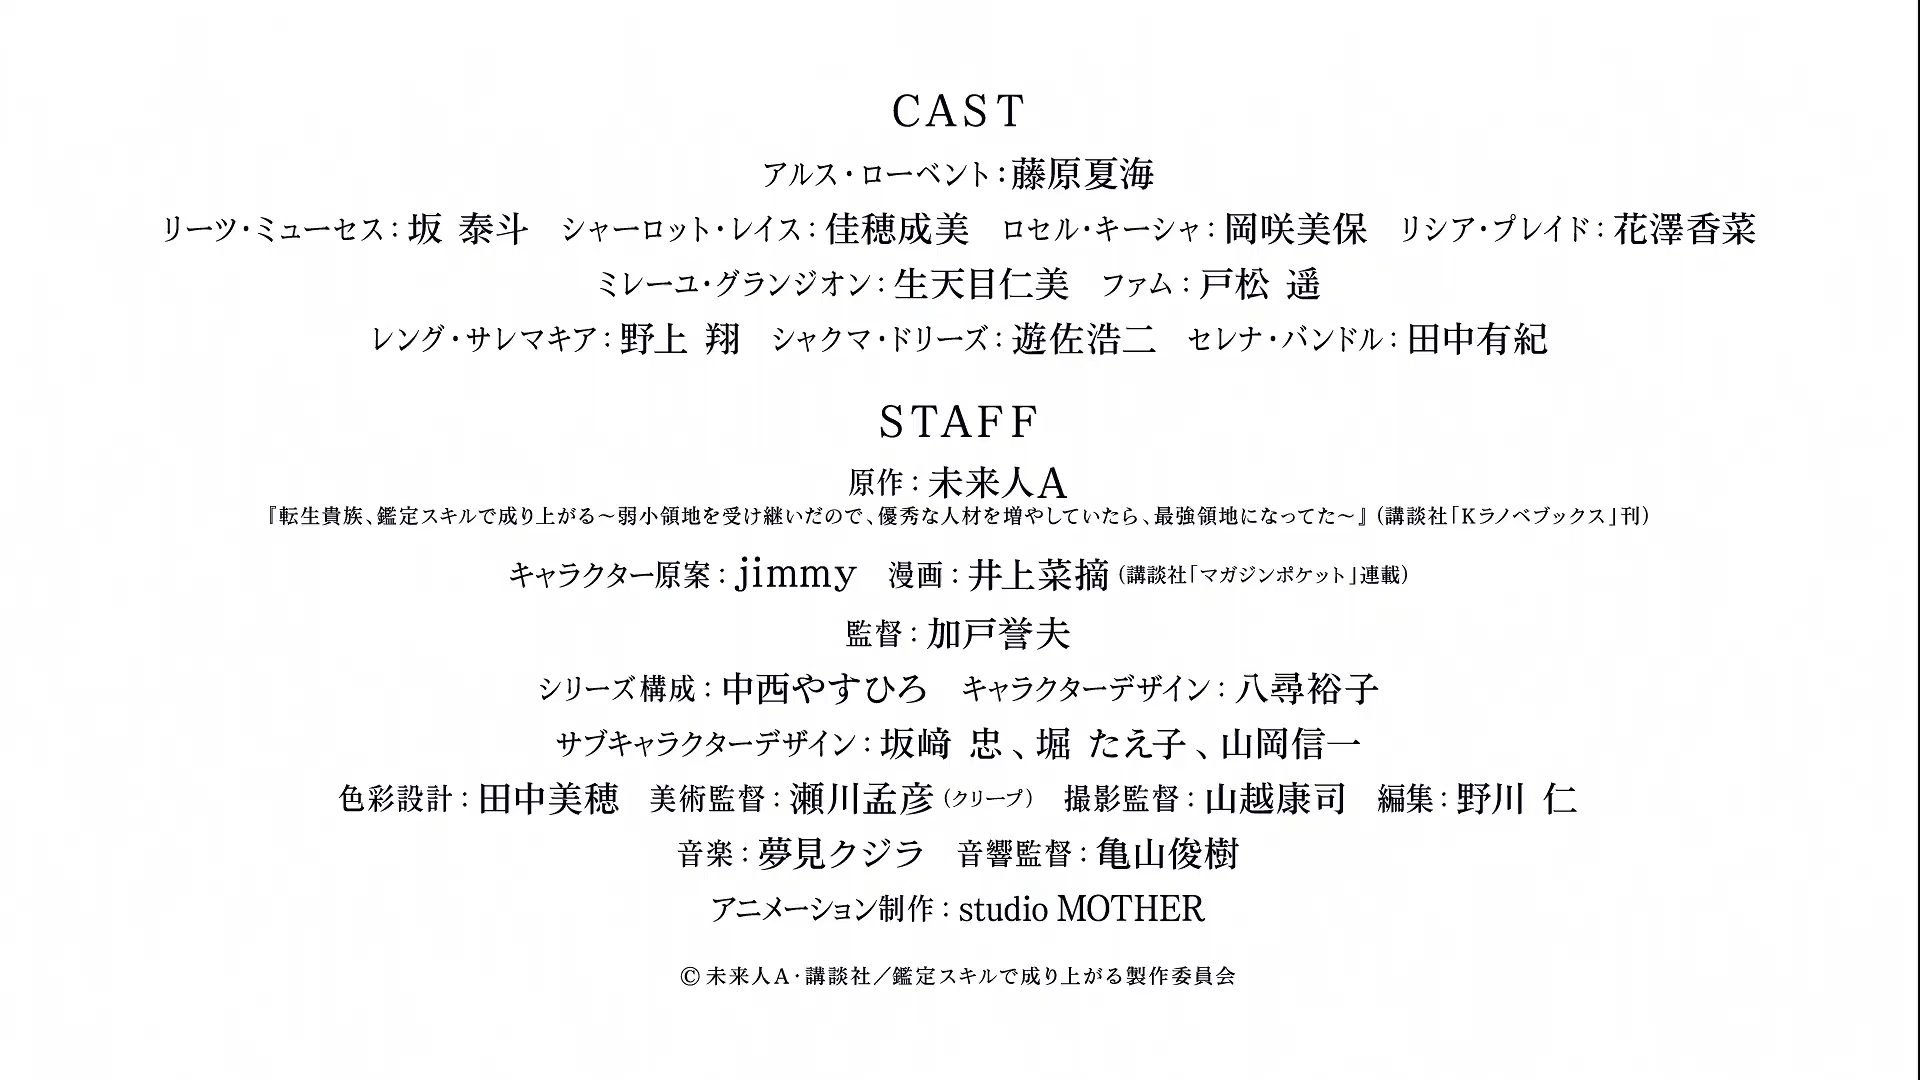 CAST
アルス・ローベント：藤原夏海
リーツ・ミューセス：坂 泰斗　シャーロット・レイス：佳穂成美　ロセル・キーシャ：岡咲美保　リシア・プレイド：花澤香菜
ミレーユ・グランジオン：生天目仁美　ファム：戸松 遥
レング・サレマキア：野上 翔　シャクマ・ドリーズ：遊佐浩二　セレナ・バンドル：田中有紀
STAFF
原作：未来人A
『転生貴族、鑑定スキルで成り上がる～弱小領地を受け継いだので、優秀な人材を増やしていたら、最強領地になってた～』（講談社「Kラノベブックス」刊）
キャラクター原案：jimmy　漫画：井上菜摘（講談社「マガジンポケット」連載）
監督：加戸誉夫
シリーズ構成：中西やすひろ　キャラクターデザイン：八尋裕子
サブキャラクターデザイン：坂﨑 忠、堀 たえ子、山岡信一
色彩設計：田中美穂　美術監督：瀬川孟彦（クリープ）　撮影監督：山越康司　編集：野川 仁
音楽：夢見クジラ　音響監督：亀山俊樹
アニメーション制作：studio MOTHER
©未来人A・講談社／鑑定スキルで成り上がる製作委員会